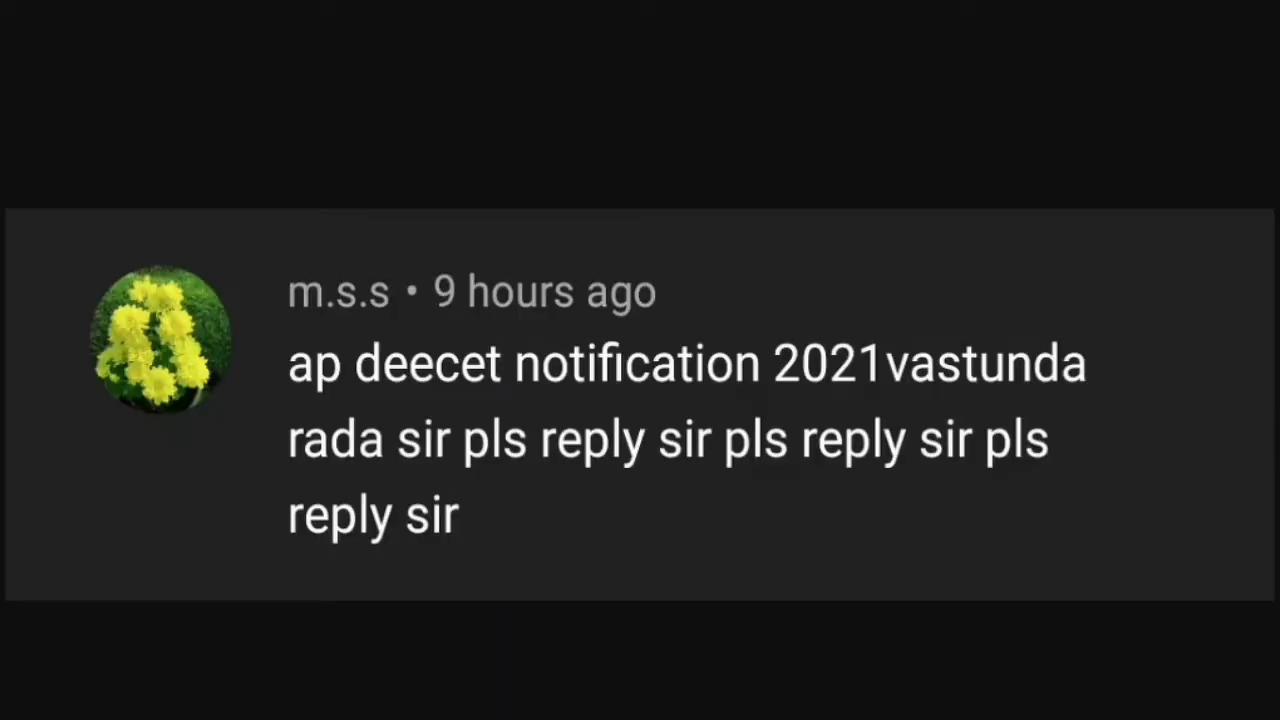 m.s.s • 9 hours ago
ap deecet notification 2021vastunda
rada sir pls reply sir pls reply sir pls
reply sir